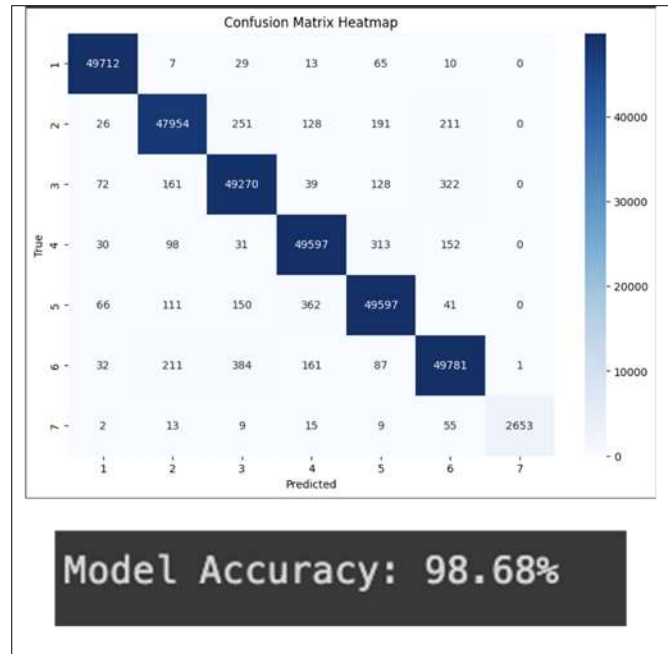 Confusion Matrix Heatmap
1 49712 7 29 13 65 10 0
2 26 47954 251 128 191 211 0
3 72 161 49270 39 128 322 0
4 30 98 31 49597 313 152 0
5 66 111 150 362 49597 41 0
6 32 211 384 161 87 49781 1
7 2 13 9 15 9 55 2653
True
1 2 3 4 5 6 7
Predicted
40000
30000
20000
10000
0
Model Accuracy: 98.68%